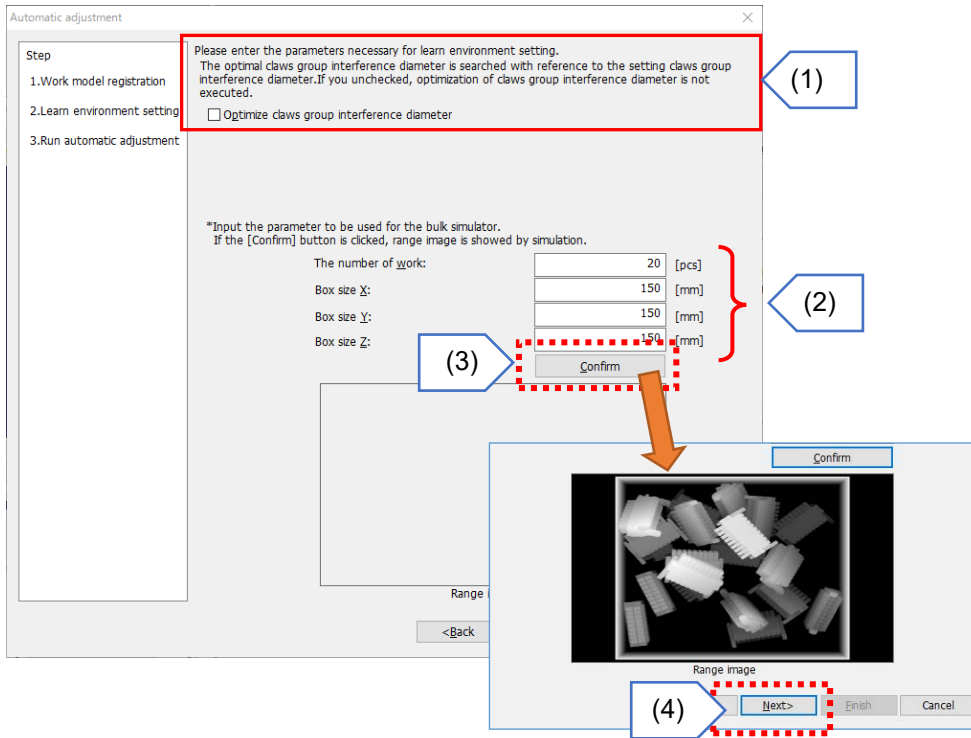 Automatic adjustment
Step
1.Work model registration
2.Learn environment setting
3.Run automatic adjustment
Please enter the parameters necessary for learn environment setting.
The optimal claws group interference diameter is searched with reference to the setting claws group
interference diameter.If you unchecked, optimization of claws group interference diameter is not
executed.
Optimize claws group interference diameter
(1)
*Input the parameter to be used for the bulk simulator.
If the [Confirm] button is clicked, range image is showed by simulation.
The number of work: 20 [pcs]
Box size X: 150 [mm]
Box size Y: 150 [mm]
Box size Z: 150 [mm]
(2)
(3)
Confirm
Confirm
Range i
<Back
Range image
(4)
Next> Finish Cancel